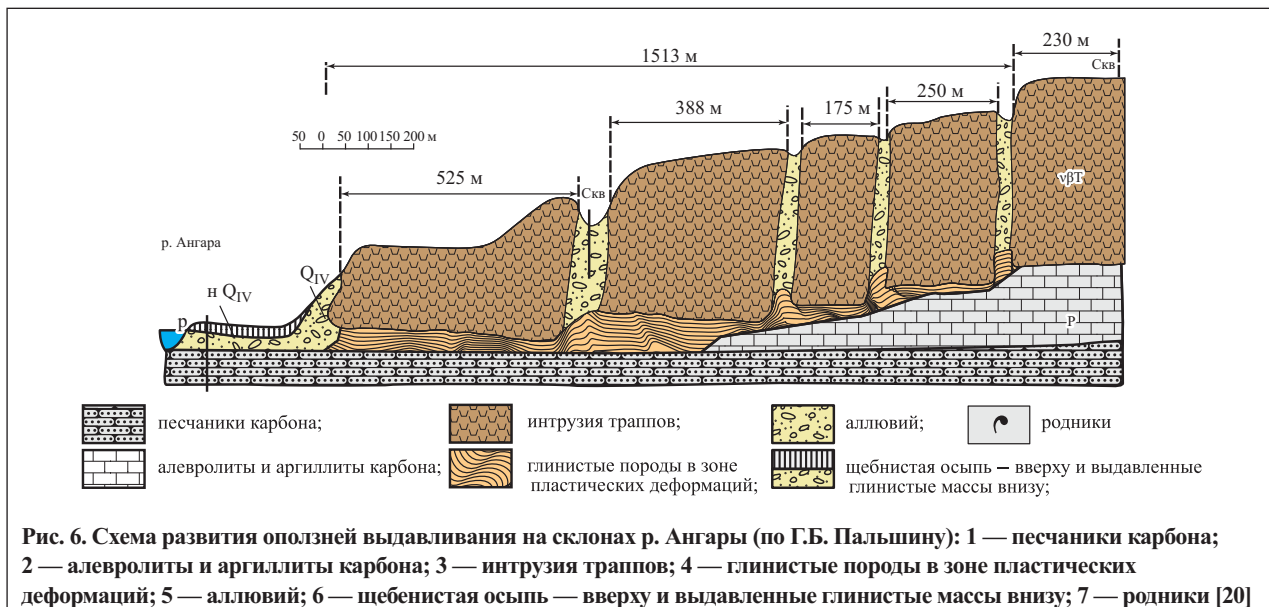 230 м
1513 м
Скв
250 м
388 м
175 м
50 0 50 100 150 200 м
525 м
Скв
νβT
р. Ангара
Q_IV
н Q_IV
р
P
песчаники карбона;
интрузия траппов;
аллювий;
родники
алевролиты и аргиллиты карбона;
глинистые породы в зоне
пластических деформаций;
щебнистая осыпь – вверху и выдавленные
глинистые массы внизу;
Рис. 6. Схема развития оползней выдавливания на склонах р. Ангары (по Г.Б. Пальшину): 1 — песчаники карбона;
2 — алевролиты и аргиллиты карбона; 3 — интрузия траппов; 4 — глинистые породы в зоне пластических
деформаций; 5 — аллювий; 6 — щебенистая осыпь — вверху и выдавленные глинистые массы внизу; 7 — родники [20]